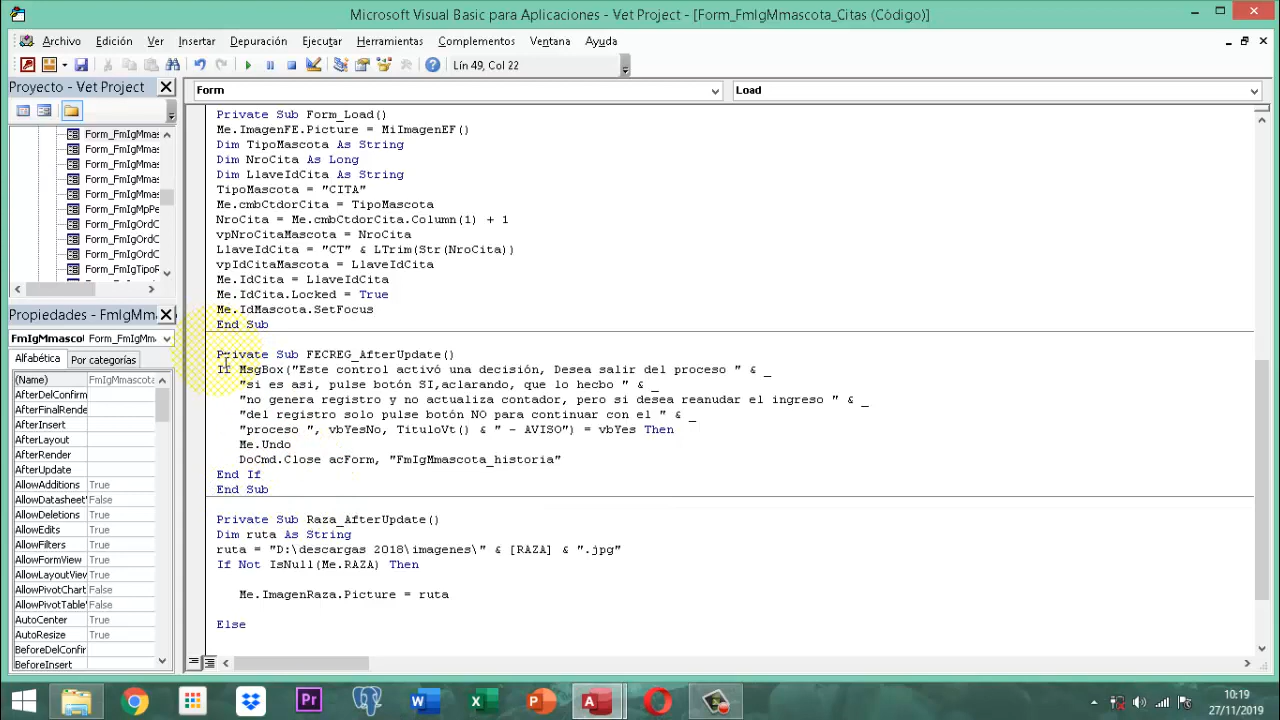 Microsoft Visual Basic para Aplicaciones - Vet Project - [Form_FmIgMmascota_Citas (Código)]
Archivo Edición Ver Insertar Depuración Ejecutar Herramientas Complementos Ventana Ayuda
Lín 49, Col 22
Proyecto - Vet Project
Form Load
Form_FmIgMmas
Form_FmIgMmas
Form_FmIgMmas
Form_FmIgMmas
Form_FmIgMmas
Form_FmIgMpPe
Form_FmIgOrdC
Form_FmIgOrdC
Form_FmIgOrdC
Form_FmIgTipoR
Propiedades - FmIgMma
FmIgMmascot Form_FmIgMm
Alfabética Por categorías
(Name) FmIgMmascota
AfterDelConfirm
AfterFinalRende
AfterInsert
AfterLayout
AfterRender
AfterUpdate
AllowAdditions True
AllowDatasheet False
AllowDeletions True
AllowEdits True
AllowFilters True
AllowFormView True
AllowLayoutView True
AllowPivotChart False
AllowPivotTable False
AutoCenter True
AutoResize True
BeforeDelConfir
BeforeInsert
Private Sub Form_Load()
Me.ImagenFE.Picture = MiImagenEF()
Dim TipoMascota As String
Dim NroCita As Long
Dim LlaveIdCita As String
TipoMascota = "CITA"
Me.cmbCtdorCita = TipoMascota
NroCita = Me.cmbCtdorCita.Column(1) + 1
vpNroCitaMascota = NroCita
LlaveIdCita = "CT" & LTrim(Str(NroCita))
vpIdCitaMascota = LlaveIdCita
Me.IdCita = LlaveIdCita
Me.IdCita.Locked = True
Me.IdMascota.SetFocus
End Sub
Private Sub FECREG_AfterUpdate()
If MsgBox("Este control activó una decisión, Desea salir del proceso " & _
"si es asi, pulse botón SI,aclarando, que lo hecbo " & _
"no genera registro y no actualiza contador, pero si desea reanudar el ingreso " & _
"del registro solo pulse botón NO para continuar con el " & _
"proceso ", vbYesNo, TituloVt() & " - AVISO") = vbYes Then
Me.Undo
DoCmd.Close acForm, "FmIgMmascota_historia"
End If
End Sub
Private Sub Raza_AfterUpdate()
Dim ruta As String
ruta = "D:\descargas 2018\imagenes\" & [RAZA] & ".jpg"
If Not IsNull(Me.RAZA) Then
Me.ImagenRaza.Picture = ruta
Else
Pr
10:19
27/11/2019